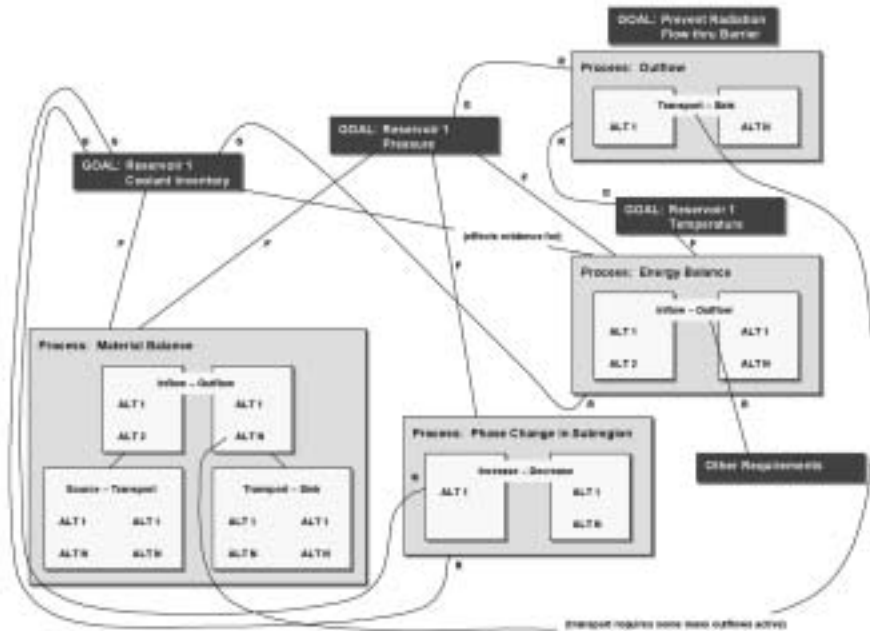 GOAL: Prevent Radiation
Flow thru Barrier
Process: Outflow
Transport – Sink
ALT 1
ALT N
GOAL: Reservoir 1
Pressure
GOAL: Reservoir 1
Coolant Inventory
GOAL: Reservoir 1
Temperature
P
P
P
P
P
Process: Energy Balance
Inflow – Outflow
ALT 1
ALT 1
ALT 2
ALT N
Process: Material Balance
Inflow – Outflow
ALT 1
ALT 1
ALT 2
ALT N
Source – Transport
Transport – Sink
ALT 1
ALT 1
ALT 1
ALT 1
ALT N
ALT N
ALT N
ALT N
Process: Phase Change in Subregion
Increase – Decrease
ALT 1
ALT 1
ALT N
Other Requirements
(transport requires some mass outflows active)